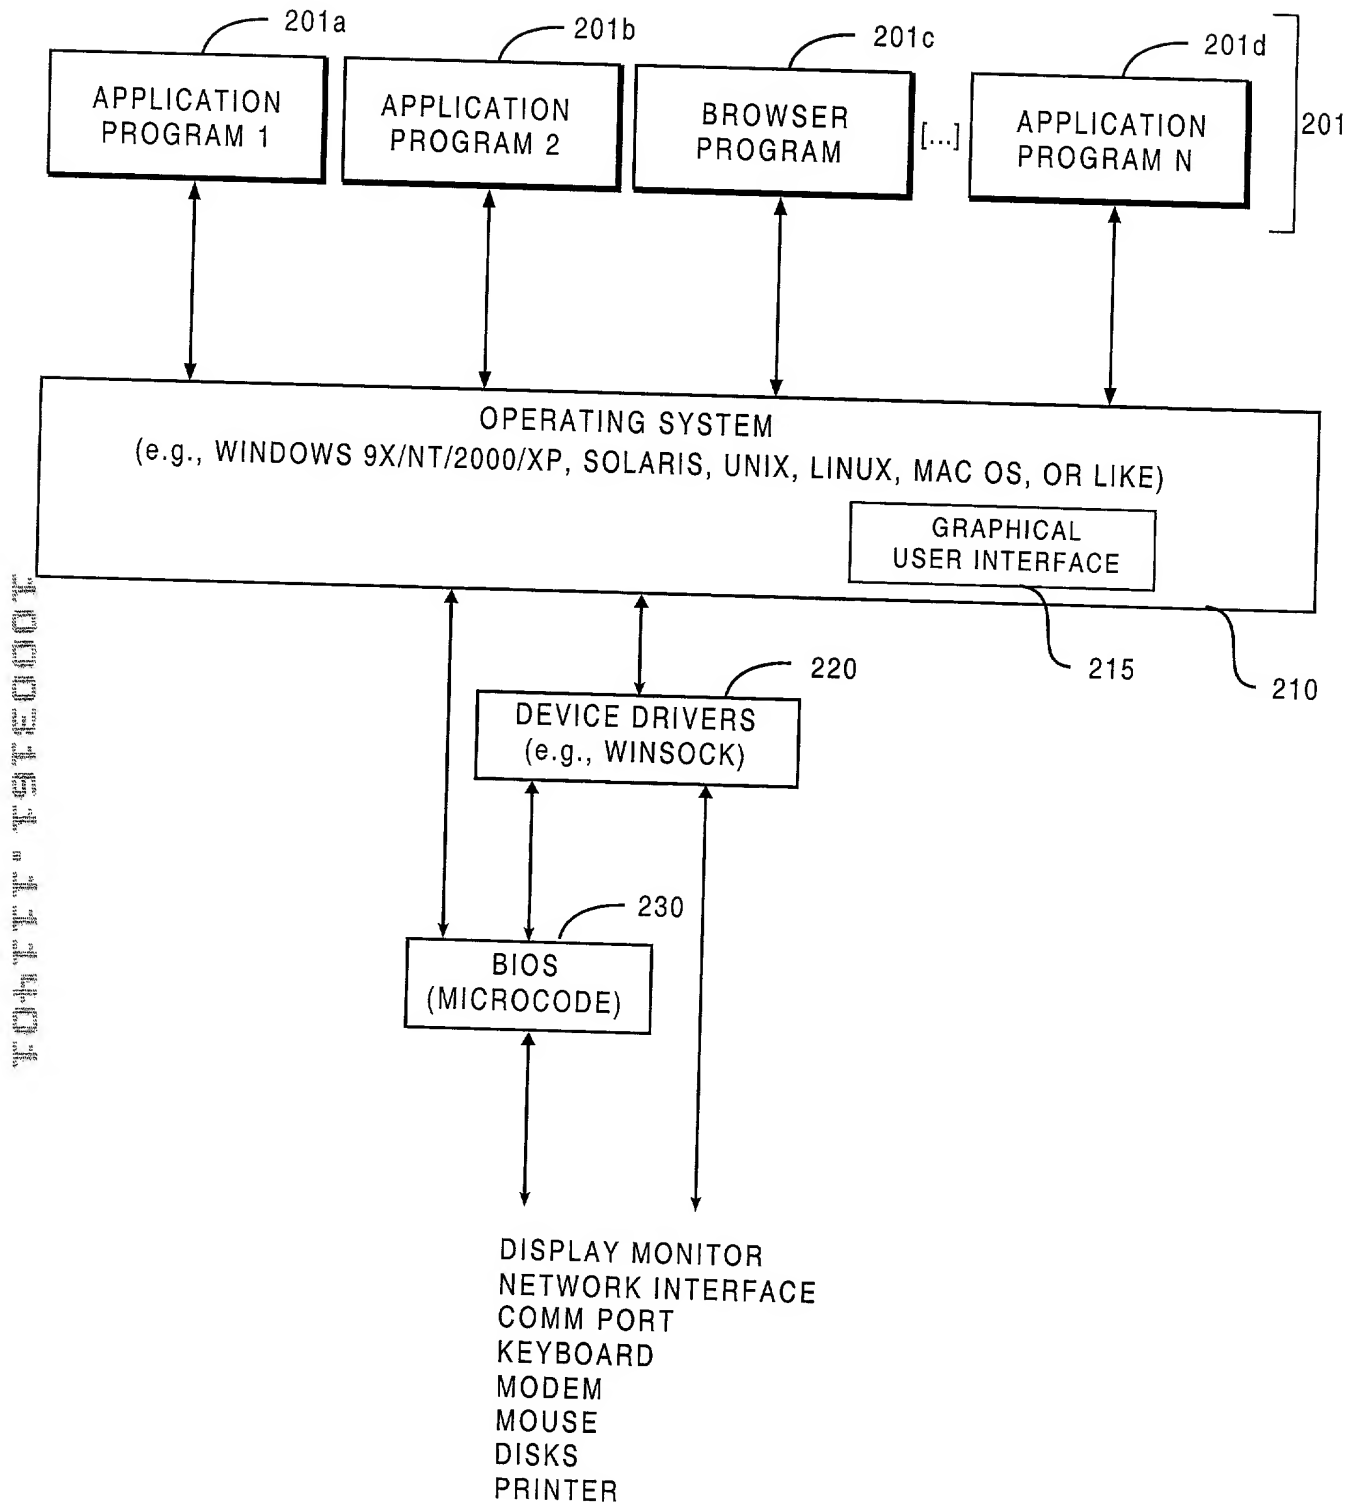 201a
201b
201c
201d
APPLICATION
PROGRAM 1
APPLICATION
PROGRAM 2
BROWSER
PROGRAM
[...]
APPLICATION
PROGRAM N
201
OPERATING SYSTEM
(e.g., WINDOWS 9X/NT/2000/XP, SOLARIS, UNIX, LINUX, MAC OS, OR LIKE)
GRAPHICAL
USER INTERFACE
215
210
220
DEVICE DRIVERS
(e.g., WINSOCK)
230
BIOS
(MICROCODE)
DISPLAY MONITOR
NETWORK INTERFACE
COMM PORT
KEYBOARD
MODEM
MOUSE
DISKS
PRINTER